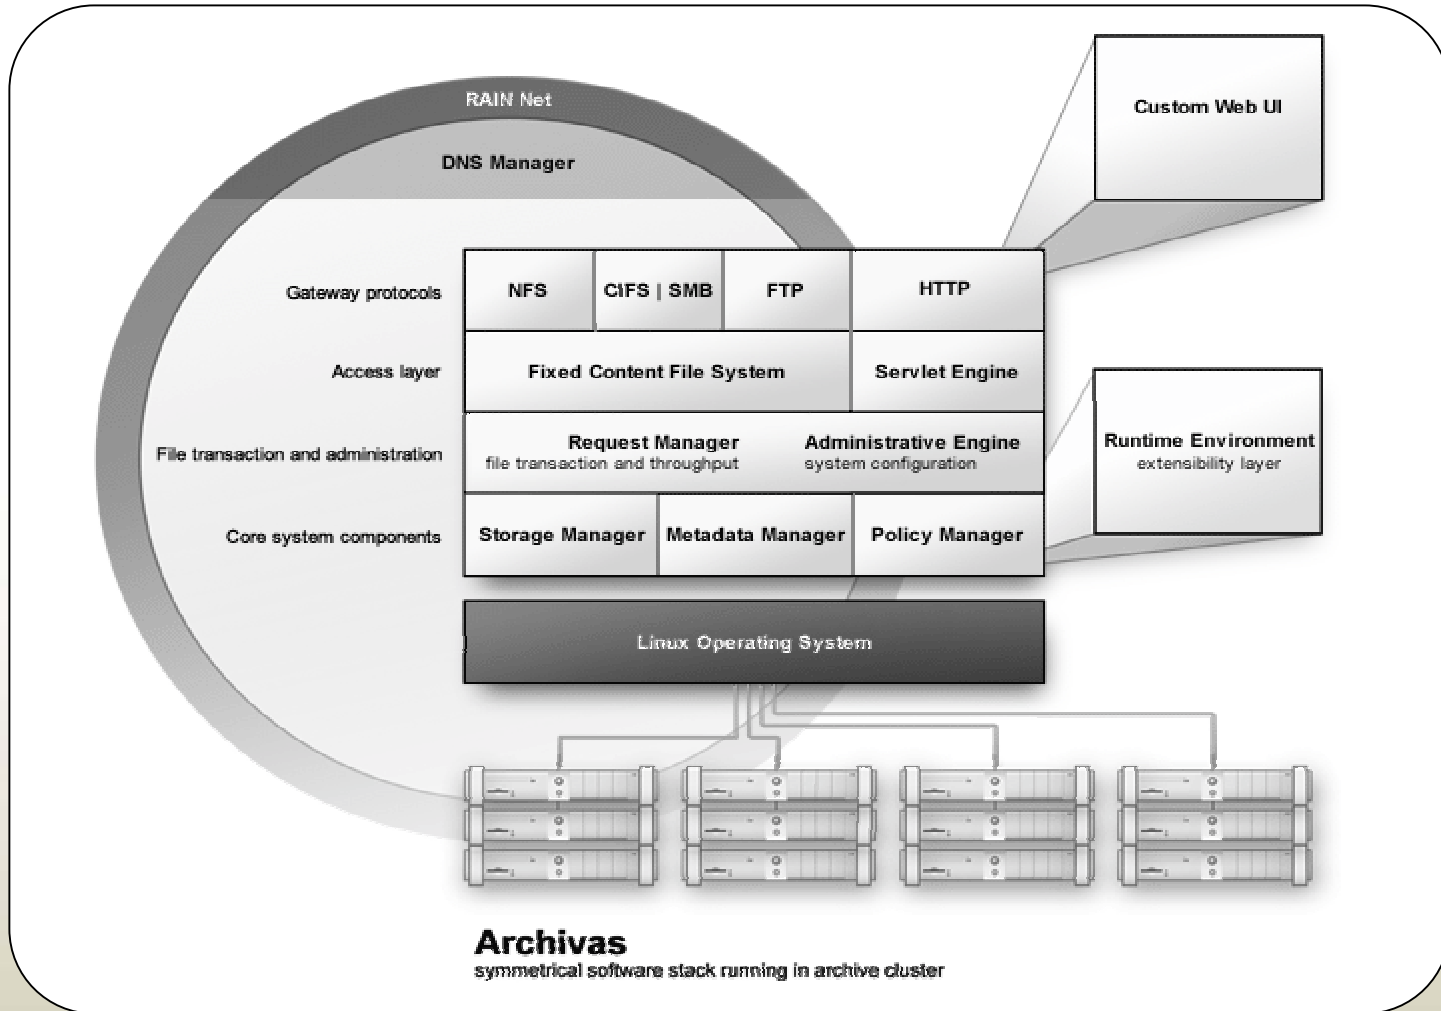 RAIN Net
DNS Manager
Custom Web UI
Gateway protocols
NFS
CIFS | SMB
FTP
HTTP
Access layer
Fixed Content File System
Servlet Engine
File transaction and administration
Request Manager
file transaction and throughput
Administrative Engine
system configuration
Runtime Environment
extensibility layer
Core system components
Storage Manager
Metadata Manager
Policy Manager
Linux Operating System
Archivas
symmetrical software stack running in archive cluster